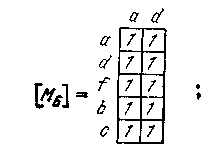 a d
a 1 1
d 1 1
[M_Б] = f 1 1 ;
b 1 1
c 1 1